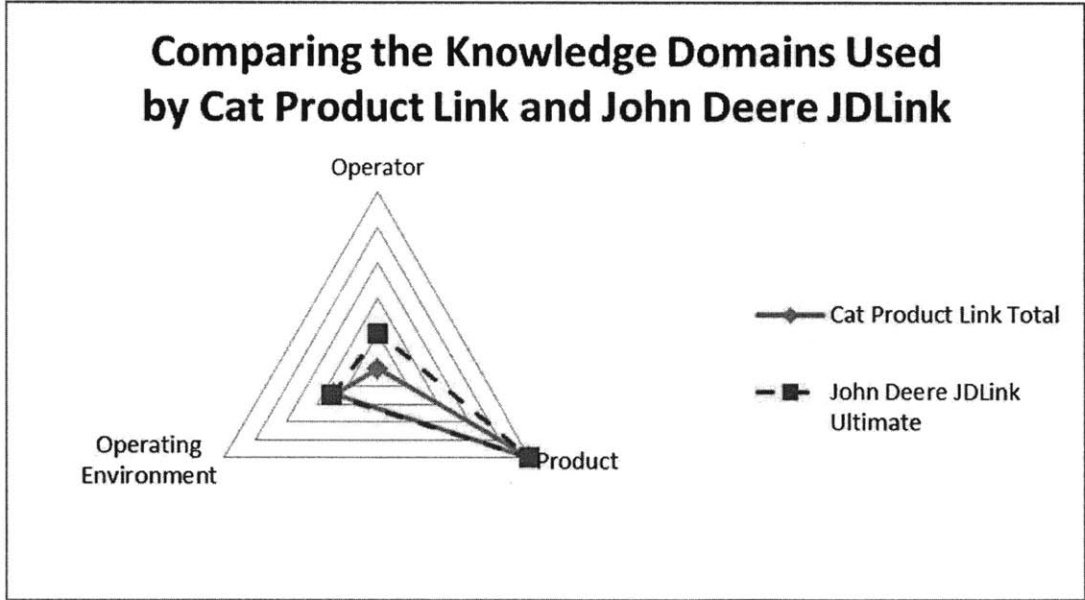 Comparing the Knowledge Domains Used
by Cat Product Link and John Deere JDLink
Operator
Cat Product Link Total
John Deere JDLink
Ultimate
Operating
Environment
Product